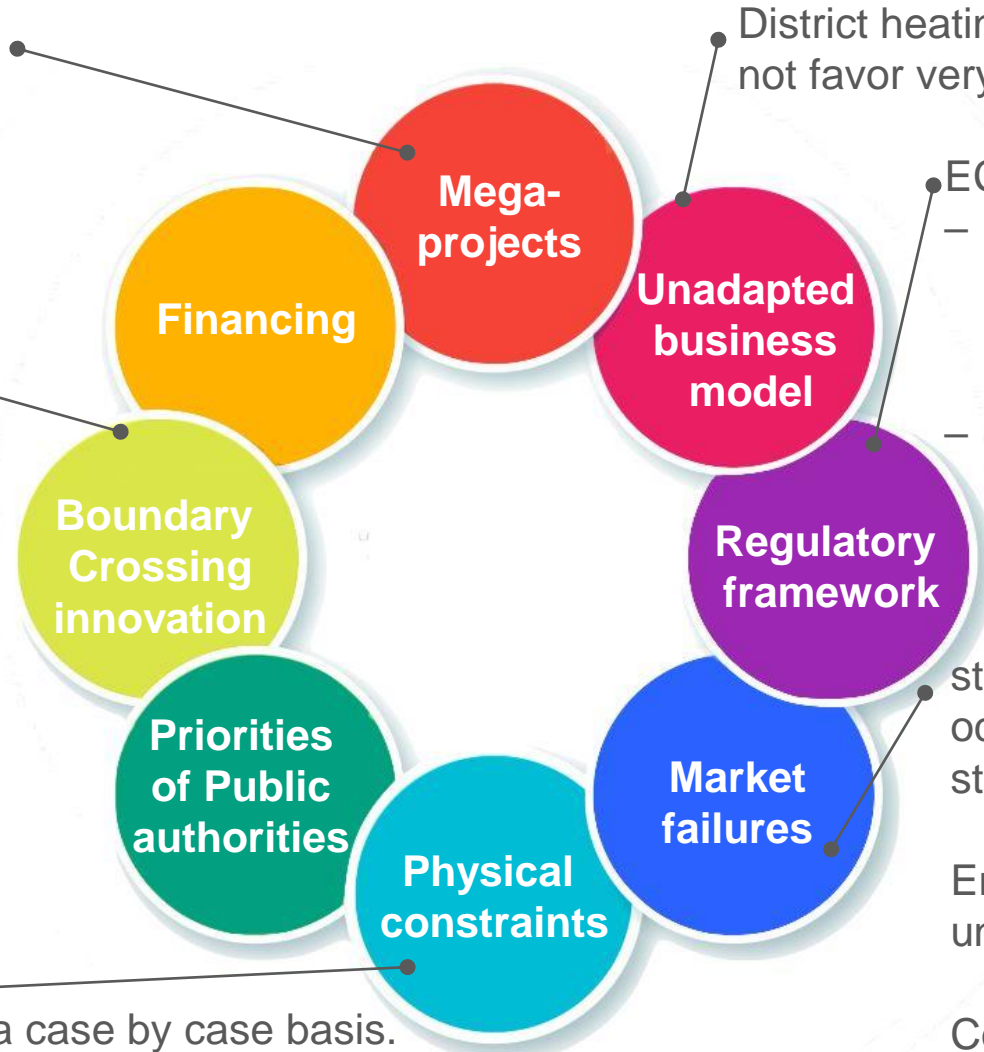 District heatin
not favor very
Mega-
projects
Unadapted
business
model
Financing
EC
–
–
Boundary
Crossing
innovation
Regulatory
framework
Priorities
of Public
authorities
Market
failures
Physical
constraints
st
oc
st
Er
un
a case by case basis.
Co